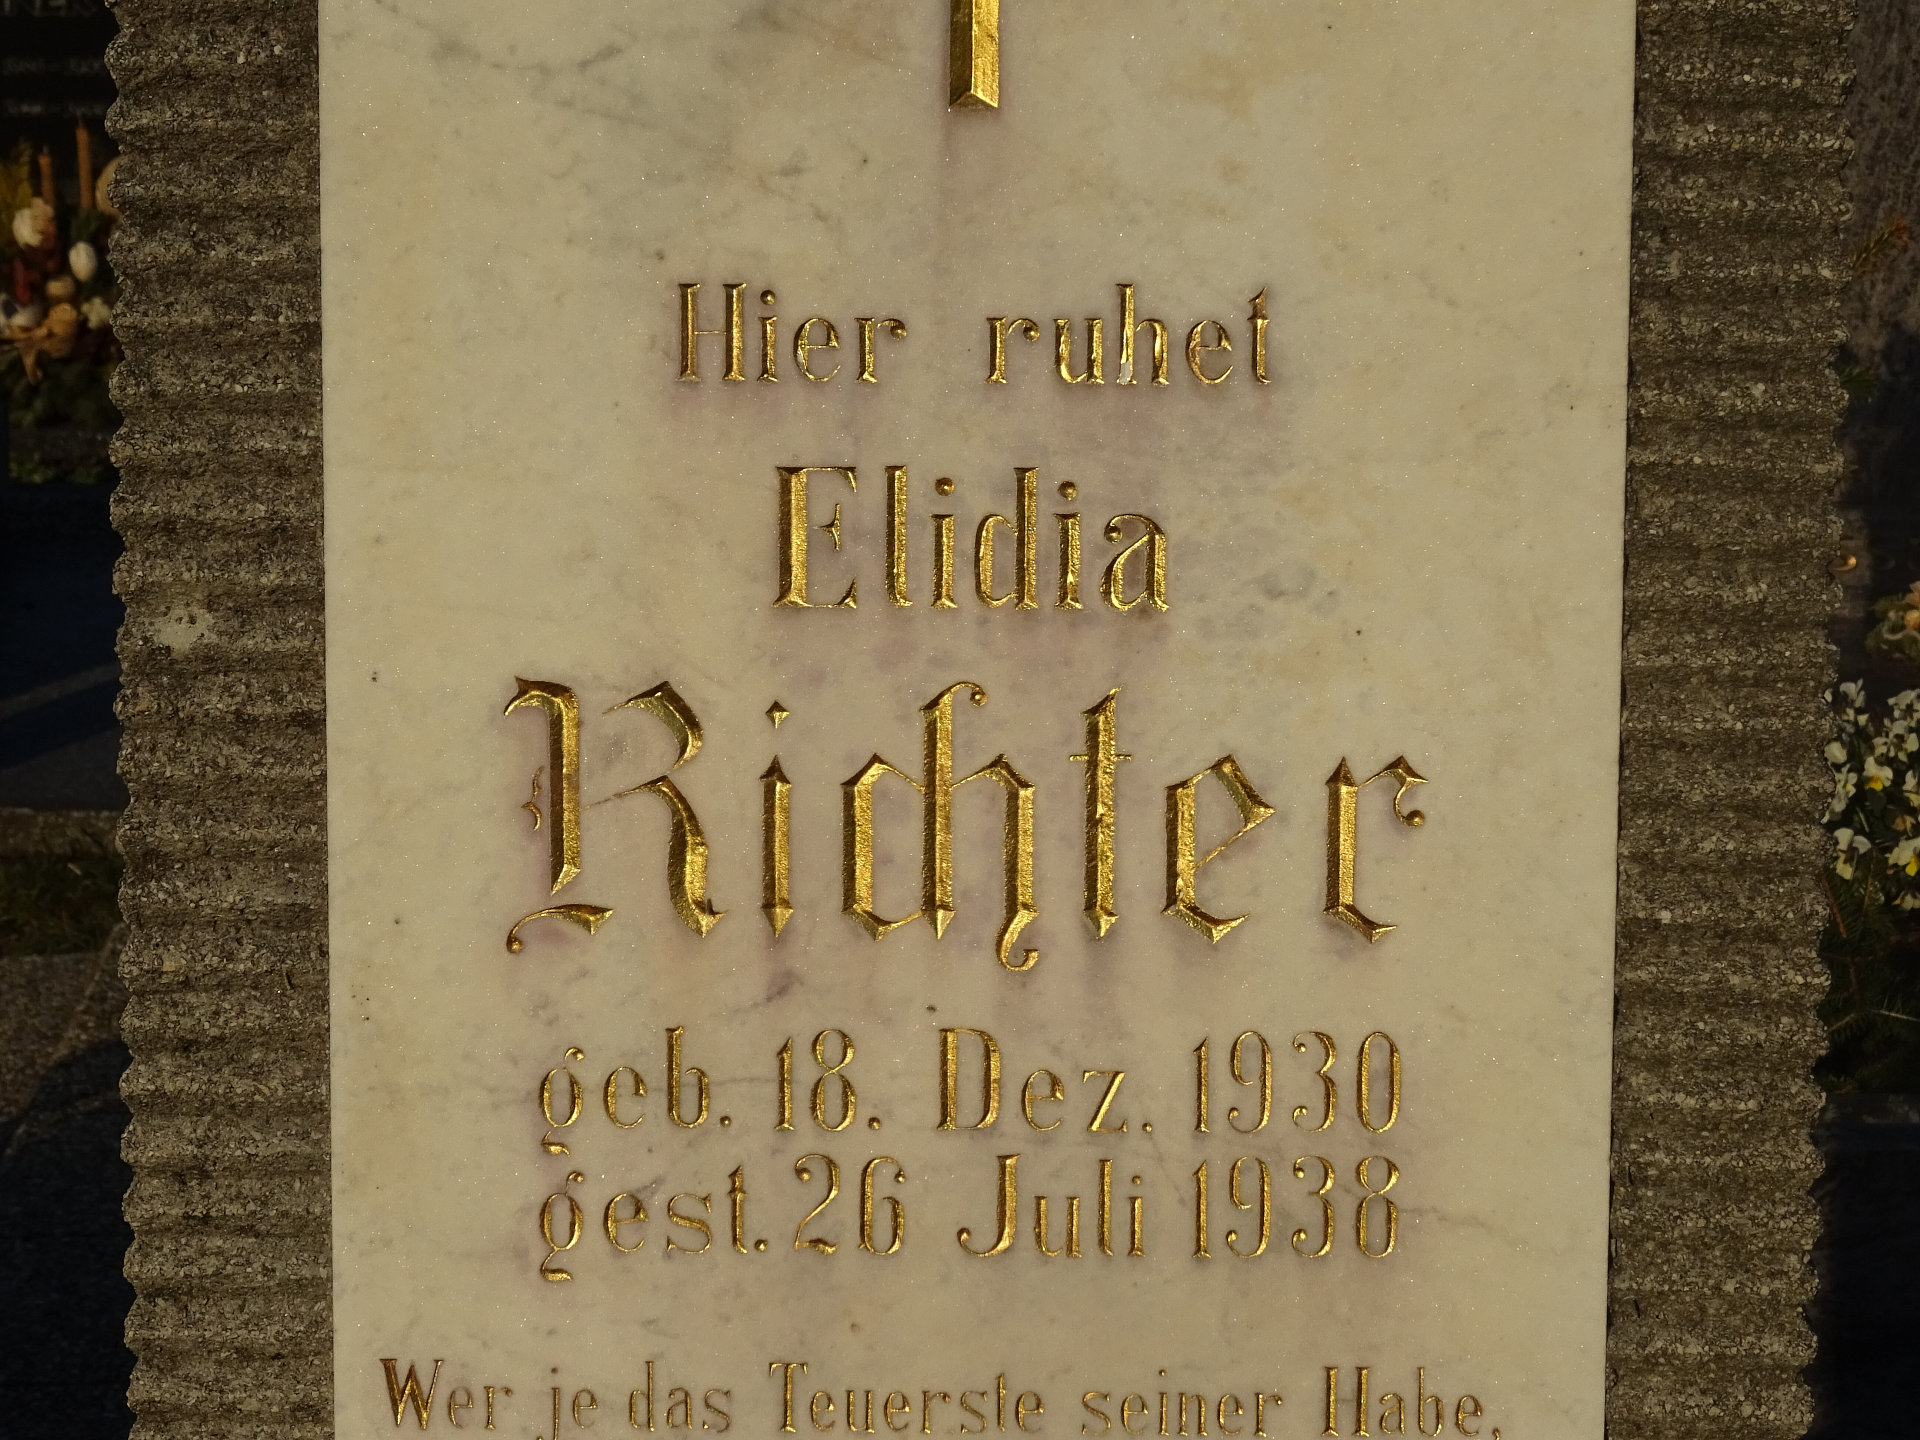 Hier ruhet
Elidia
Richter
geb. 18. Dez. 1930
gest. 26 Juli 1938
Wer je das Teuerste seiner Habe,